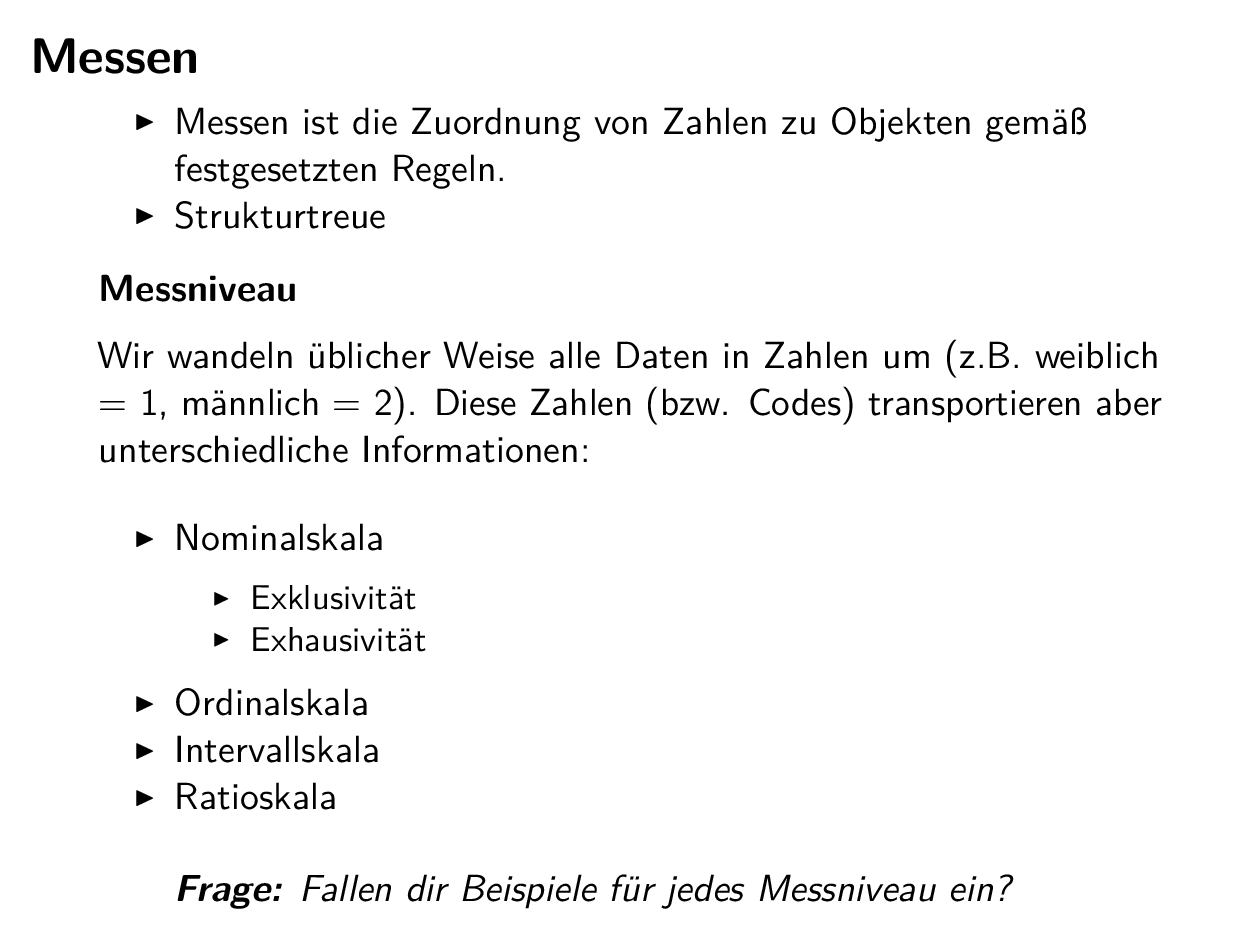 Messen
▶ Messen ist die Zuordnung von Zahlen zu Objekten gemäß
festgesetzten Regeln.
▶ Strukturtreue
Messniveau
Wir wandeln üblicher Weise alle Daten in Zahlen um (z.B. weiblich
= 1, männlich = 2). Diese Zahlen (bzw. Codes) transportieren aber
unterschiedliche Informationen:
▶ Nominalskala
▶ Exklusivität
▶ Exhausivität
▶ Ordinalskala
▶ Intervallskala
▶ Ratioskala
Frage: Fallen dir Beispiele für jedes Messniveau ein?